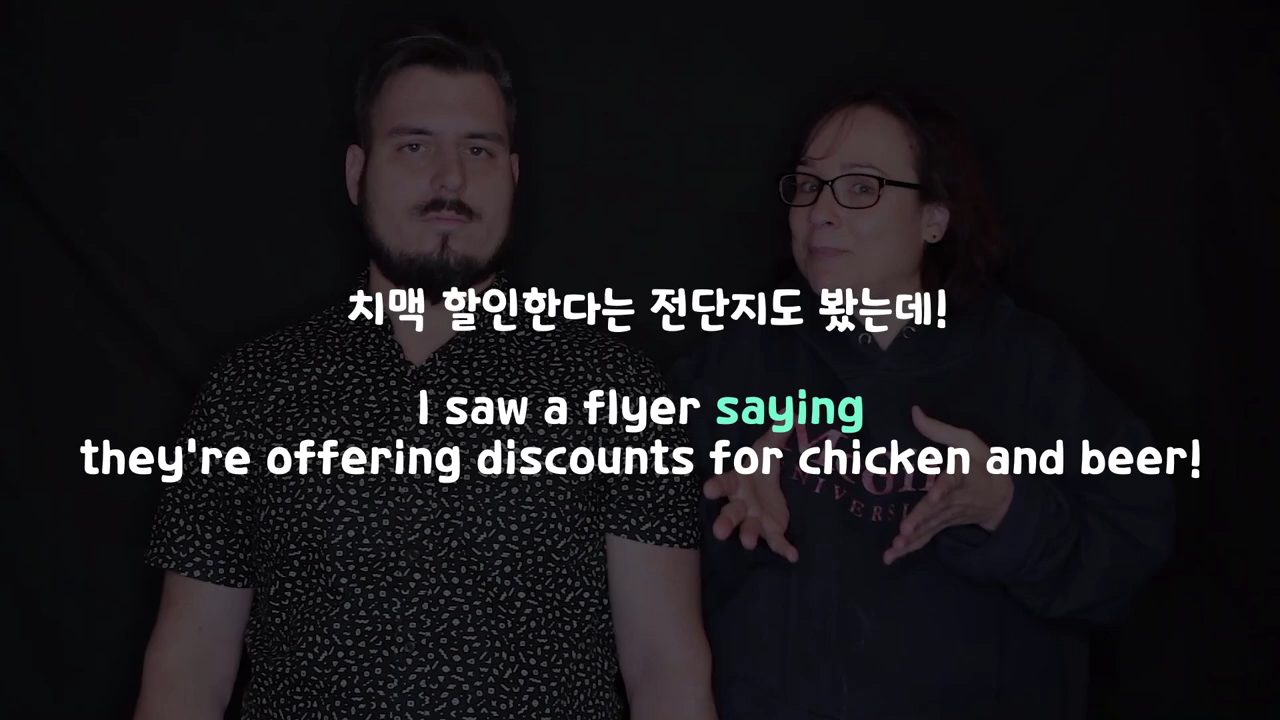 치맥 할인한다는 전단지도 봤는데!
I saw a flyer saying
they're offering discounts for chicken and beer!